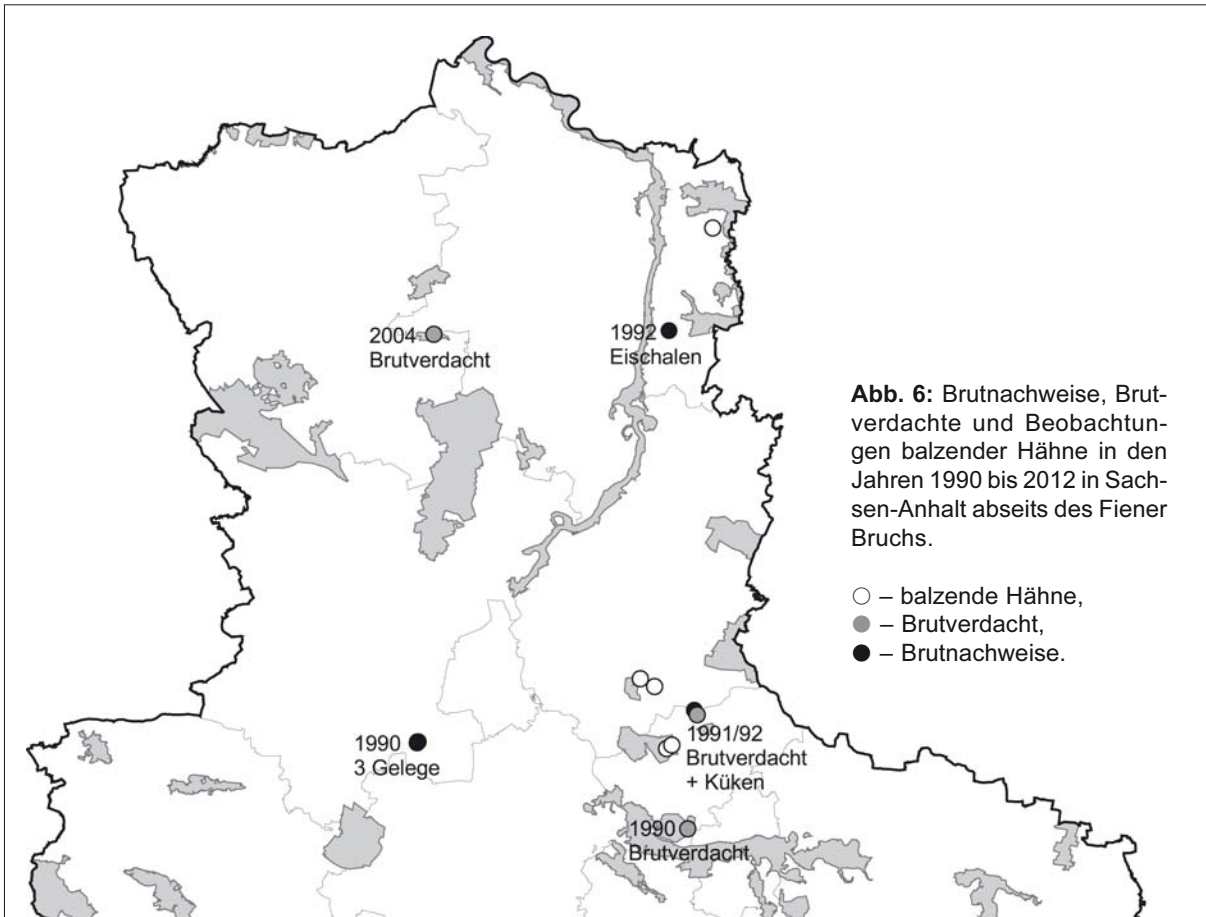 2004
Brutverdacht
1992
Eischalen
Abb. 6: Brutnachweise, Brut-
verdachte und Beobachtun-
gen balzender Hähne in den
Jahren 1990 bis 2012 in Sach-
sen-Anhalt abseits des Fiener
Bruchs.
○ – balzende Hähne,
● – Brutverdacht,
● – Brutnachweise.
1990
3 Gelege
1991/92
Brutverdacht
+ Küken
1990
Brutverdacht